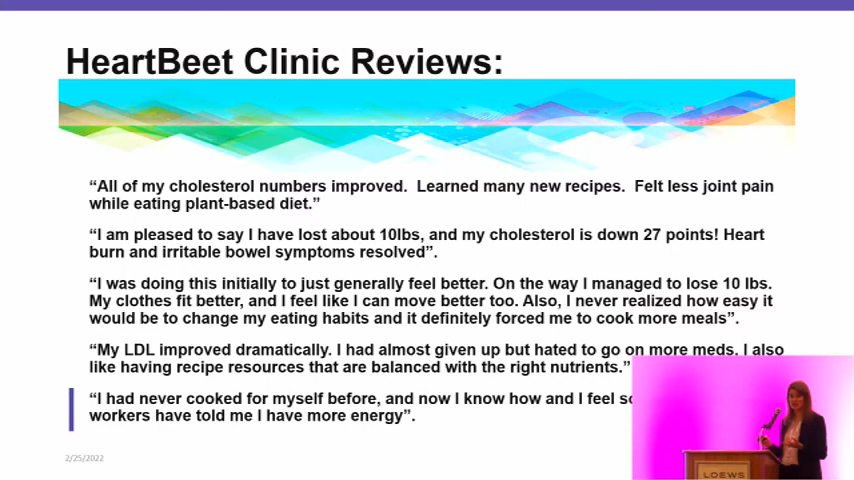 HeartBeet Clinic Reviews:
“All of my cholesterol numbers improved.  Learned many new recipes.  Felt less joint pain
while eating plant-based diet.”
“I am pleased to say I have lost about 10lbs, and my cholesterol is down 27 points! Heart
burn and irritable bowel symptoms resolved”.
“I was doing this initially to just generally feel better. On the way I managed to lose 10 lbs.
My clothes fit better, and I feel like I can move better too. Also, I never realized how easy it
would be to change my eating habits and it definitely forced me to cook more meals”.
“My LDL improved dramatically. I had almost given up but hated to go on more meds. I also
like having recipe resources that are balanced with the right nutrients.”
“I had never cooked for myself before, and now I know how and I feel
workers have told me I have more energy”.
2/25/2022
LOEWS